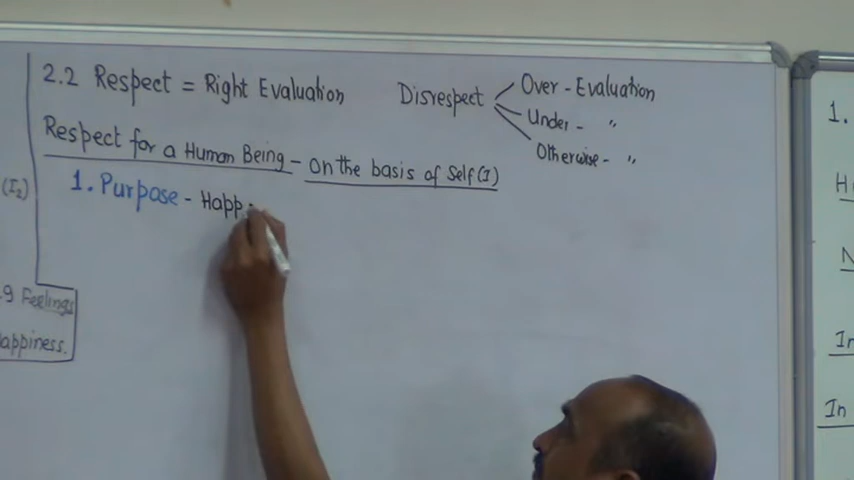 2.2 Respect = Right Evaluation
Disrespect
Over - Evaluation
Under - "
Otherwise - "
Respect for a Human Being - on the basis of Self (I)
1. Purpose - Happ
(I₂)
9 Feelings
appiness.
1.
H
N
In
In